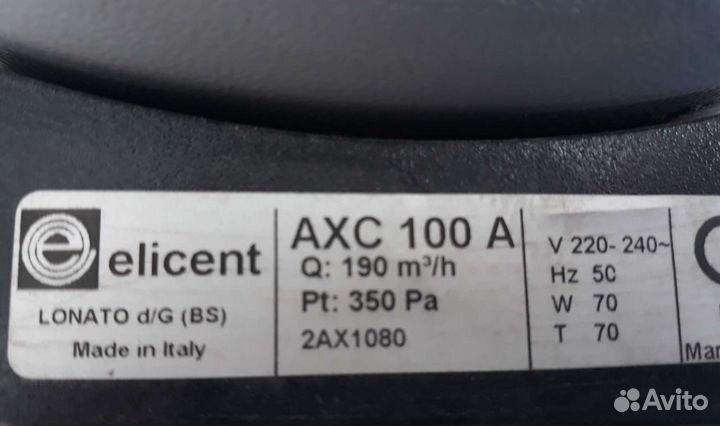 elicent
LONATO d/G (BS)
Made in Italy
AXC 100 A
Q: 190 m³/h
Pt: 350 Pa
2AX1080
V 220- 240~
Hz 50
W 70
T 70
Avito